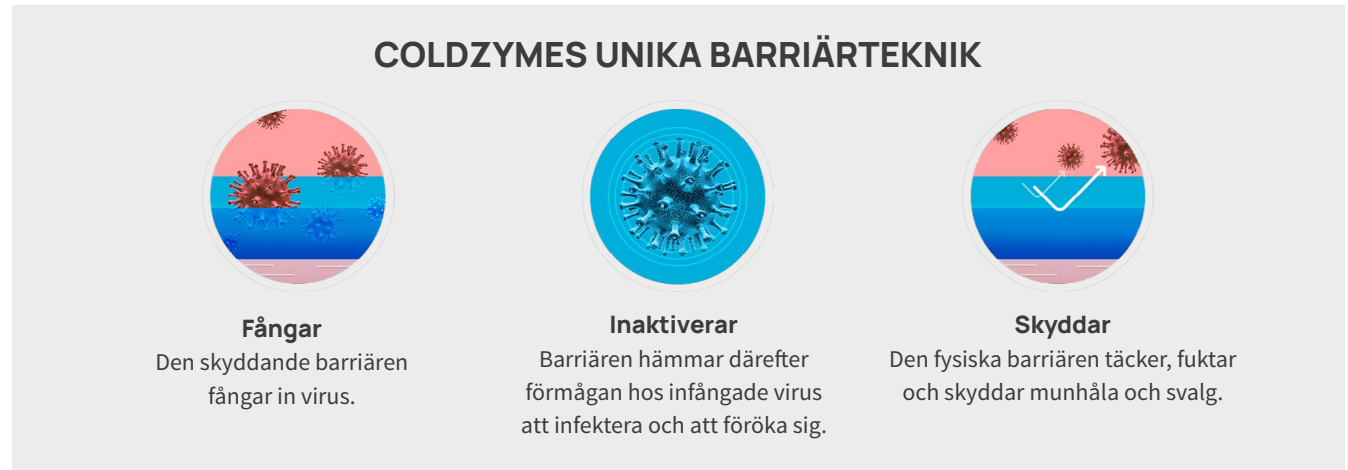 COLDZYMES UNIKA BARRIÄRTEKNIK
Fångar
Den skyddande barriären
fångar in virus.
Inaktiverar
Barriären hämmar därefter
förmågan hos infångade virus
att infektera och att föröka sig.
Skyddar
Den fysiska barriären täcker, fuktar
och skyddar munhåla och svalg.